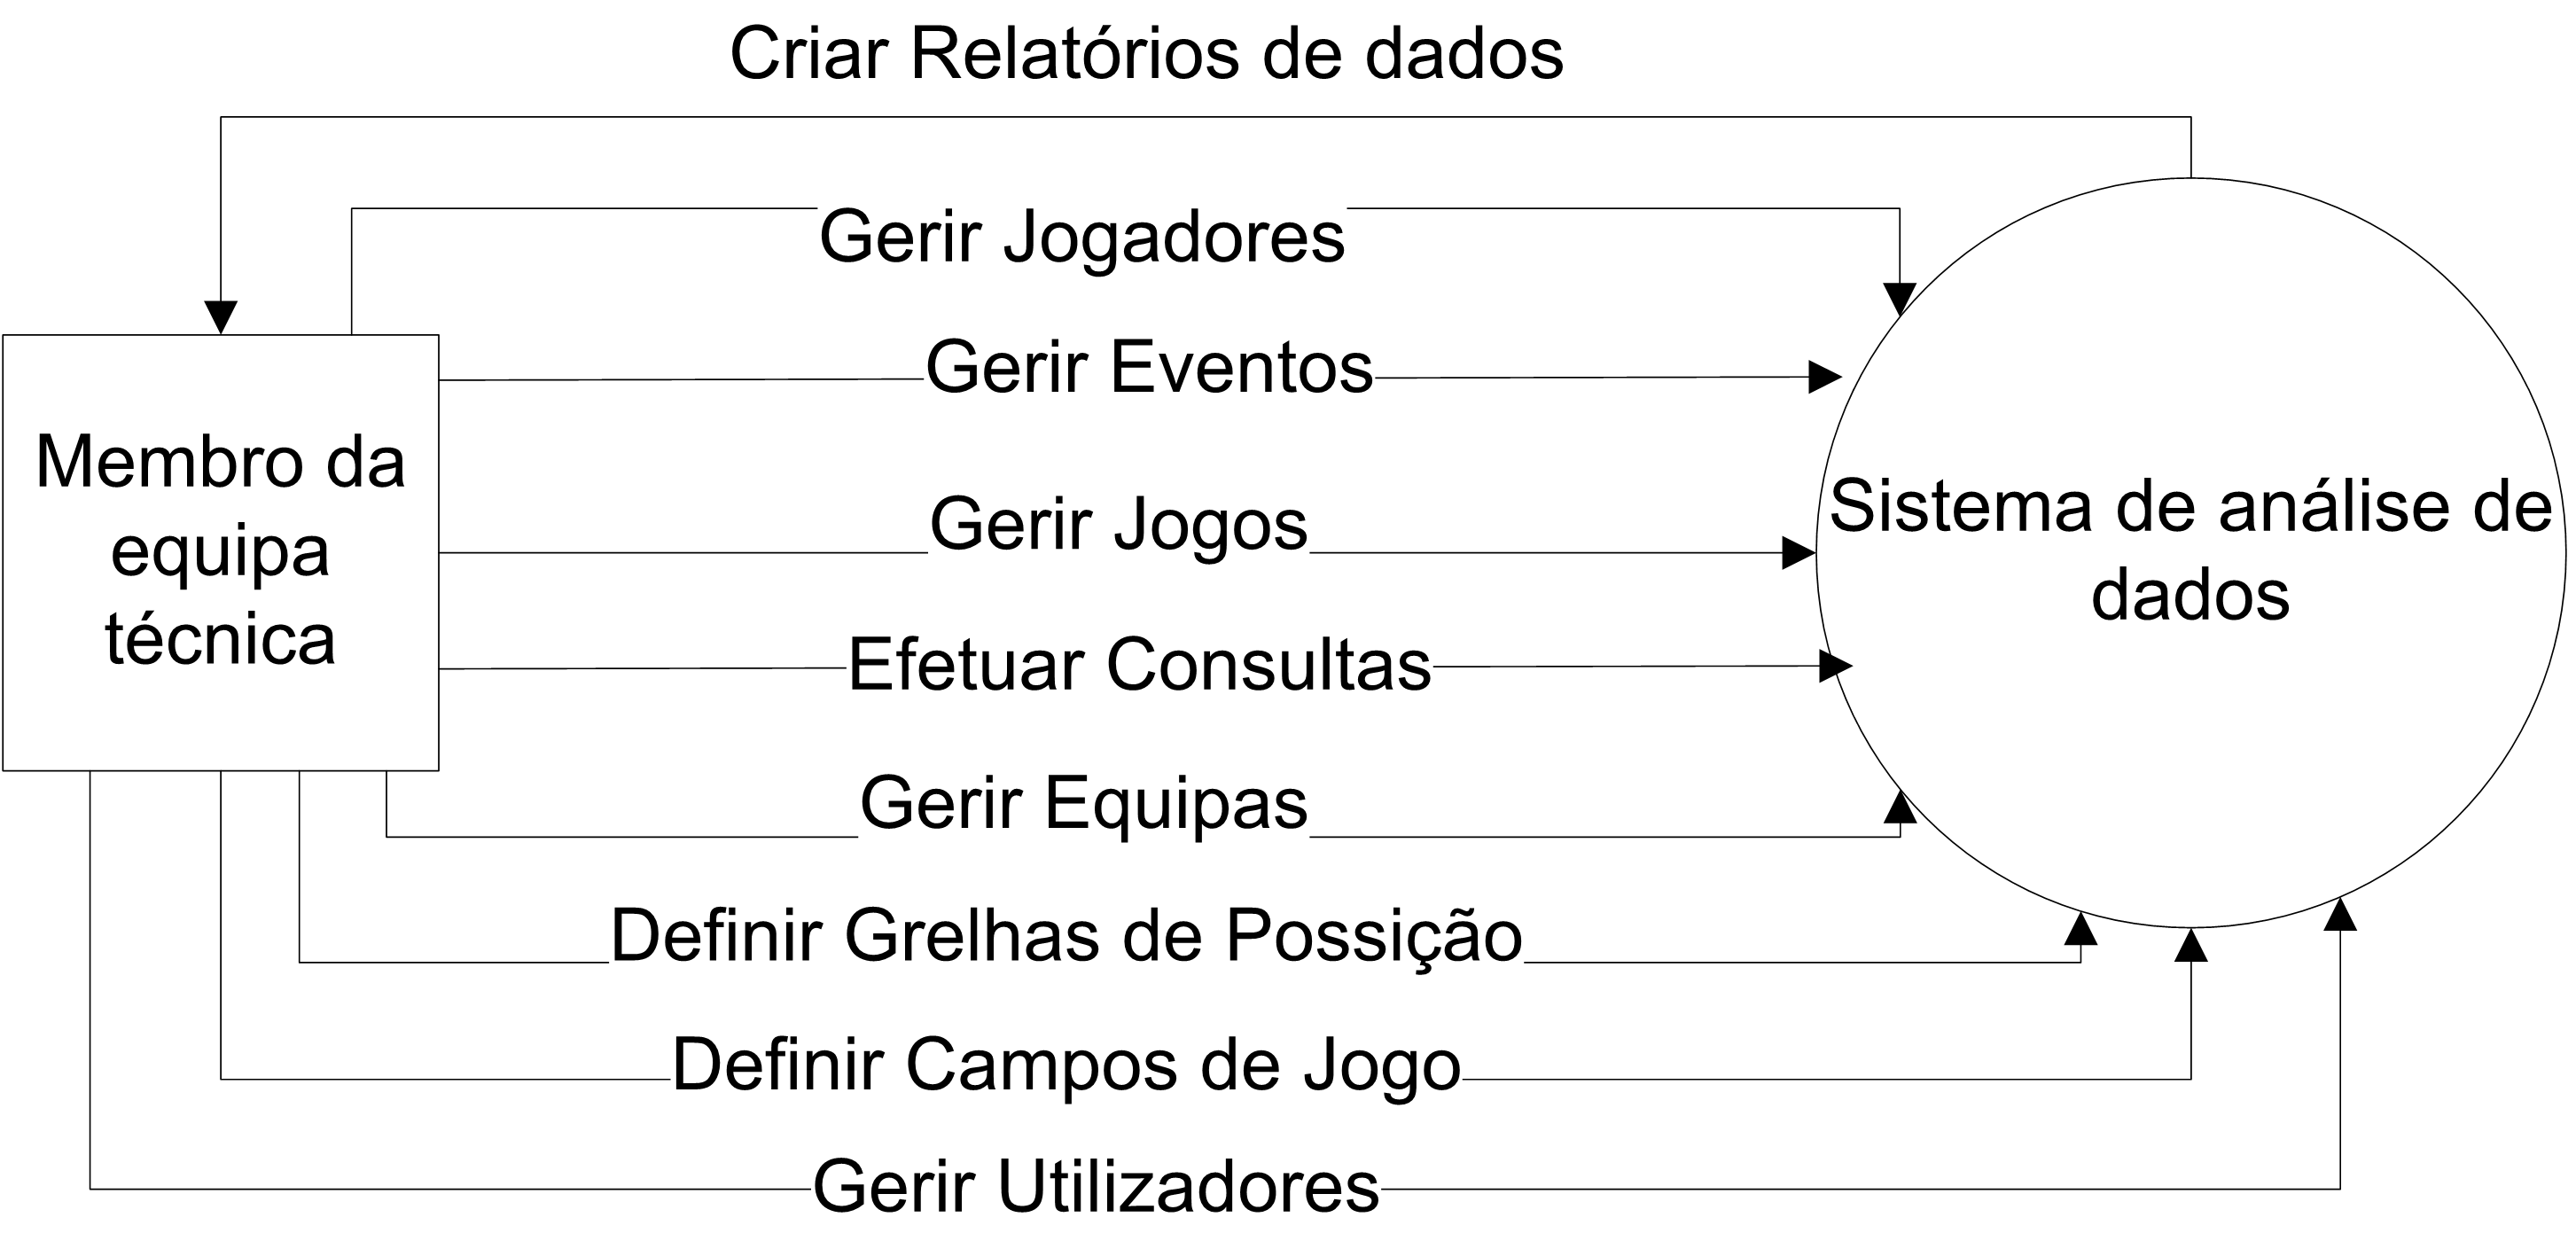 Criar Relatórios de dados
Gerir Jogadores
Gerir Eventos
Membro da
equipa
técnica
Gerir Jogos
Sistema de análise de
dados
Efetuar Consultas
Gerir Equipas
Definir Grelhas de Possição
Definir Campos de Jogo
Gerir Utilizadores